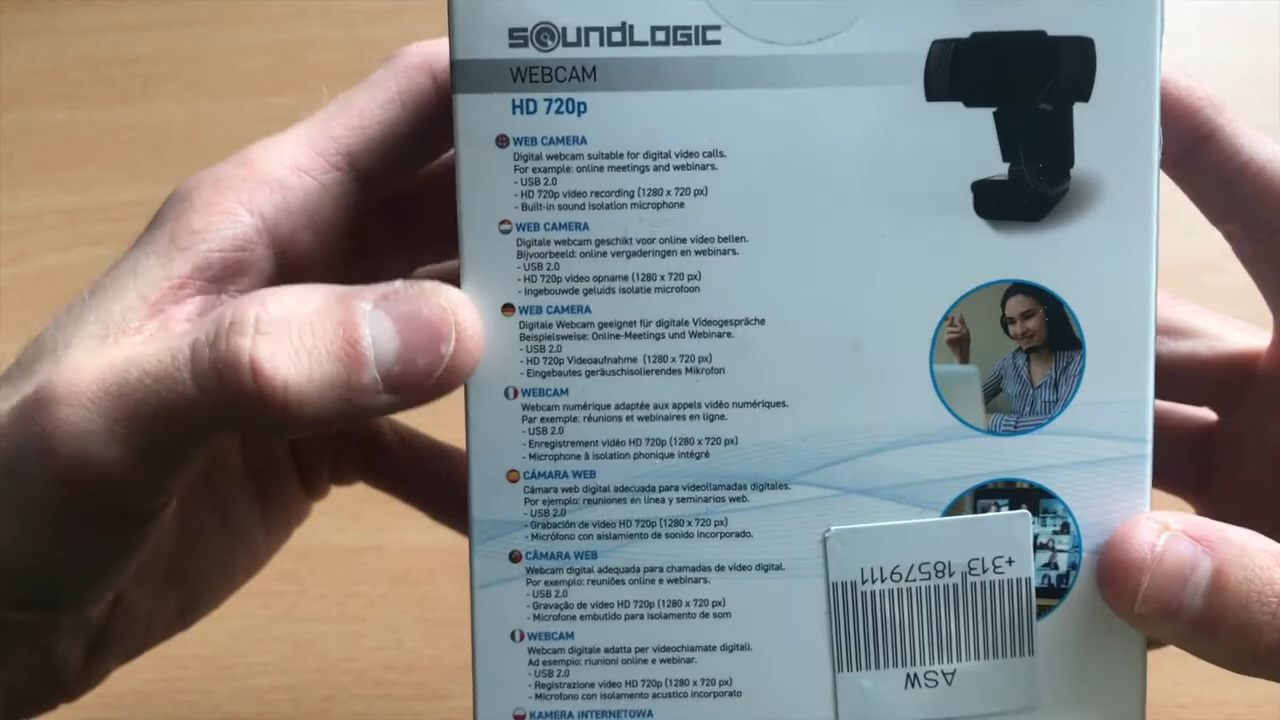 SOUNDLOGIC
WEBCAM
HD 720p
WEB CAMERA
Digital webcam suitable for digital video calls.
For example: online meetings and webinars.
- USB 2.0
- HD 720p video recording (1280 x 720 px)
- Built-in sound isolation microphone
WEB CAMERA
Digitale webcam geschikt voor online video bellen.
Bijvoorbeeld: online vergaderingen en webinars.
- USB 2.0
- HD 720p video opname (1280 x 720 px)
- Ingebouwde geluids isolatie microfoon
WEB CAMERA
Digitale Webcam geeignet für digitale Videogespräche
Beispielsweise: Online-Meetings und Webinare.
- USB 2.0
- HD 720p Videoaufnahme (1280 x 720 px)
- Eingebautes geräuschisolierendes Mikrofon
WEBCAM
Webcam numérique adaptée aux appels vidéo numériques.
Par exemple: réunions et webinaires en ligne.
- USB 2.0
- Enregistrement vidéo HD 720p (1280 x 720 px)
- Microphone à isolation phonique intégré
CÁMARA WEB
Cámara web digital adecuada para videollamadas digitales.
Por ejemplo: reuniones en línea y seminarios web.
- USB 2.0
- Grabación de video HD 720p (1280 x 720 px)
- Micrófono con aislamiento de sonido incorporado.
CÂMARA WEB
Webcam digital adequada para chamadas de vídeo digital.
Por exemplo: reuniões online e webinars.
- USB 2.0
- Gravação de vídeo HD 720p (1280 x 720 px)
- Microfone embutido para isolamento de som
WEBCAM
Webcam digitale adatta per videochiamate digitali.
Ad esempio: riunioni online e webinar.
- USB 2.0
- Registrazione video HD 720p (1280 x 720 px)
- Microfono con isolamento acustico incorporato
KAMERA INTERNETOWA
+313 18579111
ASW